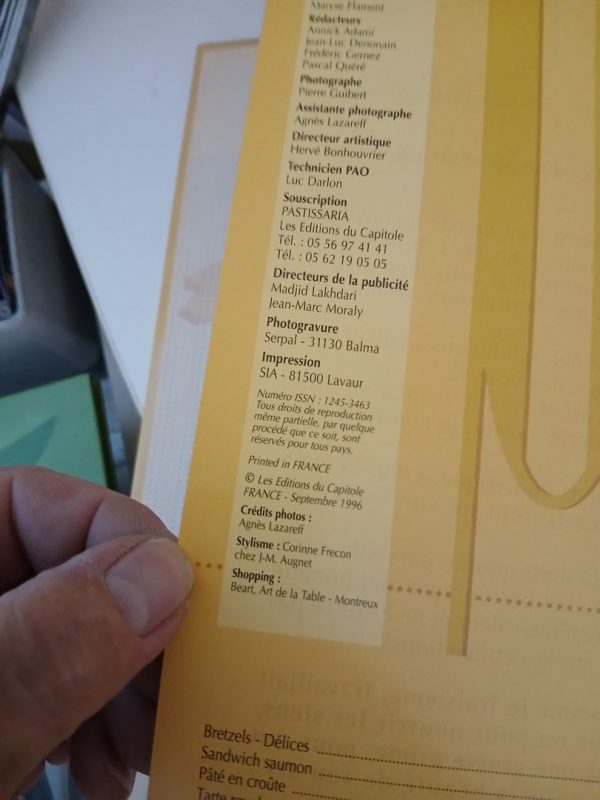 Maryse Flament
Rédacteurs
Annick Adami
Jean-Luc Denonain
Frédéric Gernez
Pascal Quéré
Photographe
Pierre Guibert
Assistante photographe
Agnès Lazareff
Directeur artistique
Hervé Bonhouvrier
Technicien PAO
Luc Darlon
Souscription
PASTISSARIA
Les Editions du Capitole
Tél. : 05 56 97 41 41
Tél. : 05 62 19 05 05
Directeurs de la publicité
Madjid Lakhdari
Jean-Marc Moraly
Photogravure
Serpal - 31130 Balma
Impression
SIA - 81500 Lavaur
Numéro ISSN : 1245-3463
Tous droits de reproduction
même partielle, par quelque
procédé que ce soit, sont
réservés pour tous pays.
Printed in FRANCE
© Les Editions du Capitole
FRANCE - Septembre 1996
Crédits photos :
Agnès Lazareff
Stylisme : Corinne Frecon
chez J-M. Augnet
Shopping :
Beart, Art de la Table - Montreux
Bretzels - Délices
Sandwich saumon
Pâté en croûte